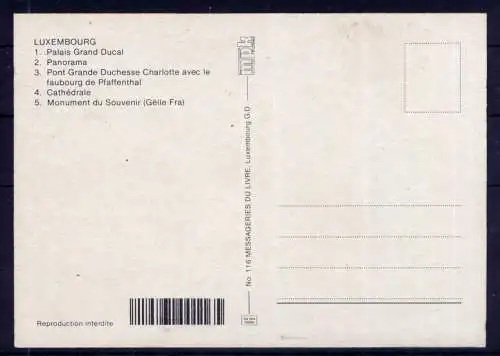 LUXEMBOURG
1. Palais Grand Ducal
2. Panorama
3. Pont Grande Duchesse Charlotte avec le
faubourg de Pfaffenthal
4. Cathédrale
5. Monument du Souvenir (Gëlle Fra)
Reproduction interdite
No: 116 MESSAGERIES DU LIVRE, Luxembourg G.D.
mpk